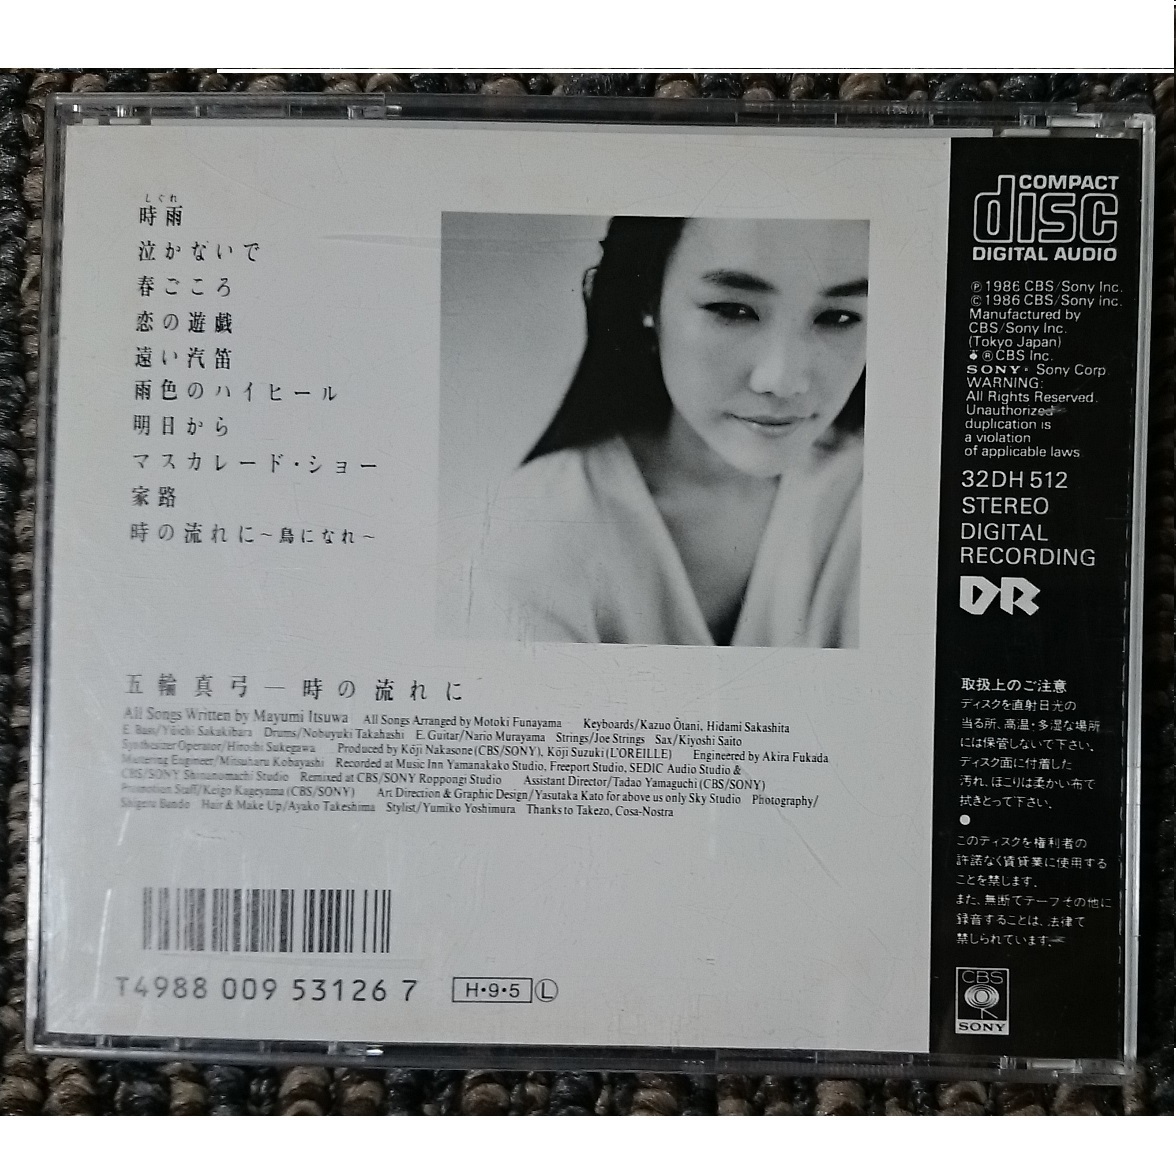 しぐれ
時雨
泣かないで
春ごころ
恋の遊戯
遠い汽笛
雨色のハイヒール
明日から
マスカレード・ショー
家路
時の流れに～鳥になれ～
五輪真弓―時の流れに
All Songs Written by Mayumi Itsuwa All Songs Arranged by Motoki Funayama Keyboards/Kazuo Ōtani, Hidami Sakashita
E. Bass/Yūichi Sakakibara Drums/Nobuyuki Takahashi E. Guitar/Nario Murayama Strings/Joe Strings Sax/Kiyoshi Saito
Synthesizer Operator/Hiroshi Sukegawa Produced by Kōji Nakasone(CBS/SONY), Kōji Suzuki(L'OREILLE) Engineered by Akira Fukada
Mastering Engineer/Mitsuharu Kobayashi Recorded at Music Inn Yamanakako Studio, Freeport Studio, SEDIC Audio Studio &
CBS/SONY Shinanomachi Studio Remixed at CBS/SONY Roppongi Studio Assistant Director/Tadao Yamaguchi(CBS/SONY)
Promotion Staff/Keigo Kageyama(CBS/SONY) Art Direction & Graphic Design/Yasutaka Kato for above us only Sky Studio Photography/
Shigeru Bando Hair & Make Up/Ayako Takeshima Stylist/Yumiko Yoshimura Thanks to Takezo, Cosa-Nostra
T4988 009 53126 7
H・9・5 Ⓛ
COMPACT
disc
DIGITAL AUDIO
Ⓟ1986 CBS/Sony Inc.
©1986 CBS/Sony Inc.
Manufactured by
CBS/Sony Inc.
(Tokyo Japan)
®CBS Inc.
SONY® Sony Corp.
WARNING:
All Rights Reserved.
Unauthorized
duplication is
a violation
of applicable laws.
32DH 512
STEREO
DIGITAL
RECORDING
DR
取扱上のご注意
ディスクを直射日光の
当る所、高温・多湿な場所
には保管しないで下さい。
ディスク面に付着した
汚れ、ほこりは柔かい布で
拭きとって下さい。
●
このディスクを権利者の
許諾なく賃貸業に使用する
ことを禁じます。
また、無断でテープその他に
録音することは、法律で
禁じられています。
CBS
SONY